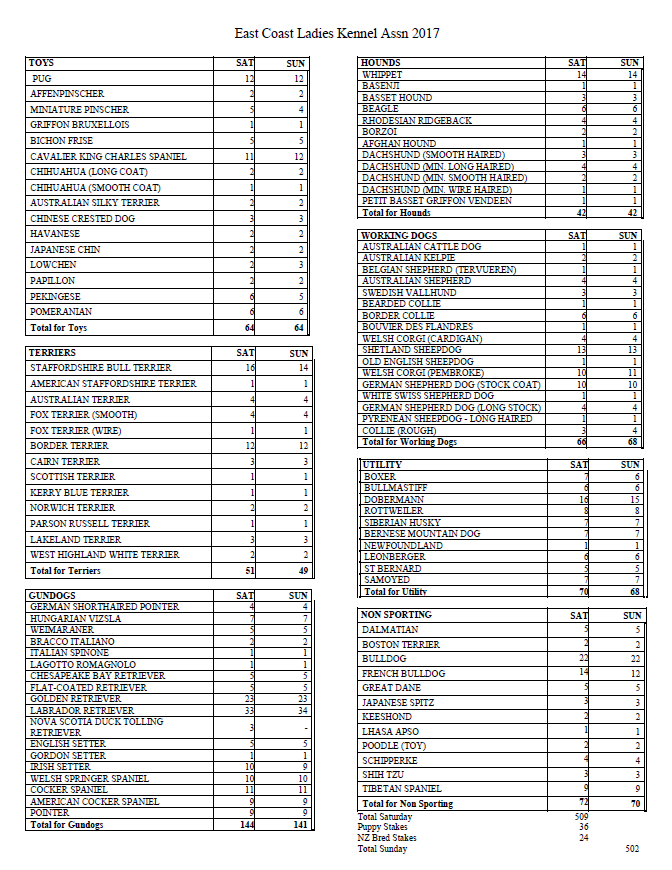 East Coast Ladies Kennel Assn 2017
TOYS SAT SUN
PUG 12 12
AFFENPINSCHER 2 2
MINIATURE PINSCHER 5 4
GRIFFON BRUXELLOIS 1 1
BICHON FRISE 5 5
CAVALIER KING CHARLES SPANIEL 11 12
CHIHUAHUA (LONG COAT) 2 2
CHIHUAHUA (SMOOTH COAT) 1 1
AUSTRALIAN SILKY TERRIER 2 2
CHINESE CRESTED DOG 3 3
HAVANESE 2 2
JAPANESE CHIN 2 2
LOWCHEN 2 3
PAPILLON 2 2
PEKINGESE 6 5
POMERANIAN 6 6
Total for Toys 64 64
TERRIERS SAT SUN
STAFFORDSHIRE BULL TERRIER 16 14
AMERICAN STAFFORDSHIRE TERRIER 1 1
AUSTRALIAN TERRIER 4 4
FOX TERRIER (SMOOTH) 4 4
FOX TERRIER (WIRE) 1 1
BORDER TERRIER 12 12
CAIRN TERRIER 3 3
SCOTTISH TERRIER 1 1
KERRY BLUE TERRIER 1 1
NORWICH TERRIER 2 2
PARSON RUSSELL TERRIER 1 1
LAKELAND TERRIER 3 3
WEST HIGHLAND WHITE TERRIER 2 2
Total for Terriers 51 49
GUNDOGS SAT SUN
GERMAN SHORTHAIRED POINTER 4 4
HUNGARIAN VIZSLA 7 7
WEIMARANER 5 5
BRACCO ITALIANO 2 2
ITALIAN SPINONE 1 1
LAGOTTO ROMAGNOLO 1 1
CHESAPEAKE BAY RETRIEVER 5 5
FLAT-COATED RETRIEVER 5 5
GOLDEN RETRIEVER 23 23
LABRADOR RETRIEVER 33 34
NOVA SCOTIA DUCK TOLLING
RETRIEVER 3 -
ENGLISH SETTER 5 5
GORDON SETTER 1 1
IRISH SETTER 10 9
WELSH SPRINGER SPANIEL 10 10
COCKER SPANIEL 11 11
AMERICAN COCKER SPANIEL 9 9
POINTER 9 9
Total for Gundogs 144 141
HOUNDS SAT SUN
WHIPPET 14 14
BASENJI 1 1
BASSET HOUND 3 3
BEAGLE 6 6
RHODESIAN RIDGEBACK 4 4
BORZOI 2 2
AFGHAN HOUND 1 1
DACHSHUND (SMOOTH HAIRED) 3 3
DACHSHUND (MIN. LONG HAIRED) 4 4
DACHSHUND (MIN. SMOOTH HAIRED) 2 2
DACHSHUND (MIN. WIRE HAIRED) 1 1
PETIT BASSET GRIFFON VENDEEN 1 1
Total for Hounds 42 42
WORKING DOGS SAT SUN
AUSTRALIAN CATTLE DOG 1 1
AUSTRALIAN KELPIE 2 2
BELGIAN SHEPHERD (TERVUEREN) 1 1
AUSTRALIAN SHEPHERD 4 4
SWEDISH VALLHUND 3 3
BEARDED COLLIE 1 1
BORDER COLLIE 6 6
BOUVIER DES FLANDRES 1 1
WELSH CORGI (CARDIGAN) 4 4
SHETLAND SHEEPDOG 13 13
OLD ENGLISH SHEEPDOG 1 1
WELSH CORGI (PEMBROKE) 10 11
GERMAN SHEPHERD DOG (STOCK COAT) 10 10
WHITE SWISS SHEPHERD DOG 1 1
GERMAN SHEPHERD DOG (LONG STOCK) 4 4
PYRENEAN SHEEPDOG - LONG HAIRED 1 1
COLLIE (ROUGH) 3 4
Total for Working Dogs 66 68
UTILITY SAT SUN
BOXER 7 6
BULLMASTIFF 6 6
DOBERMANN 16 15
ROTTWEILER 8 8
SIBERIAN HUSKY 7 7
BERNESE MOUNTAIN DOG 7 7
NEWFOUNDLAND 1 1
LEONBERGER 6 6
ST BERNARD 5 5
SAMOYED 7 7
Total for Utility 70 68
NON SPORTING SAT SUN
DALMATIAN 5 5
BOSTON TERRIER 2 2
BULLDOG 22 22
FRENCH BULLDOG 14 12
GREAT DANE 5 5
JAPANESE SPITZ 3 3
KEESHOND 2 2
LHASA APSO 1 1
POODLE (TOY) 2 2
SCHIPPERKE 4 4
SHIH TZU 3 3
TIBETAN SPANIEL 9 9
Total for Non Sporting 72 70
Total Saturday 509
Puppy Stakes 36
NZ Bred Stakes 24
Total Sunday 502